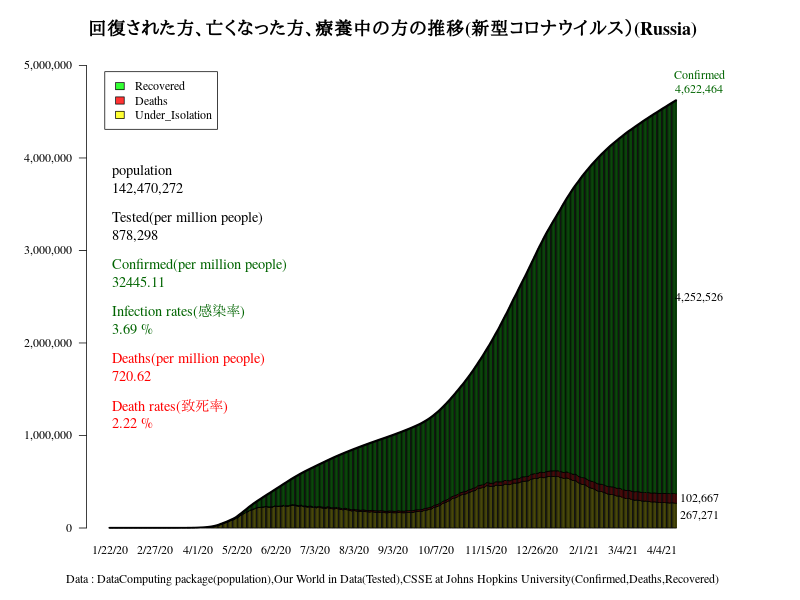 回復された方、亡くなった方、療養中の方の推移(新型コロナウイルス)(Russia)
5,000,000
4,000,000
3,000,000
2,000,000
1,000,000
0
Recovered
Deaths
Under_Isolation
population
142,470,272
Tested(per million people)
878,298
Confirmed(per million people)
32445.11
Infection rates(感染率)
3.69 %
Deaths(per million people)
720.62
Death rates(致死率)
2.22 %
Confirmed
4,622,464
4,252,526
102,667
267,271
1/22/20 2/27/20 4/1/20 5/2/20 6/2/20 7/3/20 8/3/20 9/3/20 10/7/20 11/15/20 12/26/20 2/1/21 3/4/21 4/4/21
Data : DataComputing package(population),Our World in Data(Tested),CSSE at Johns Hopkins University(Confirmed,Deaths,Recovered)